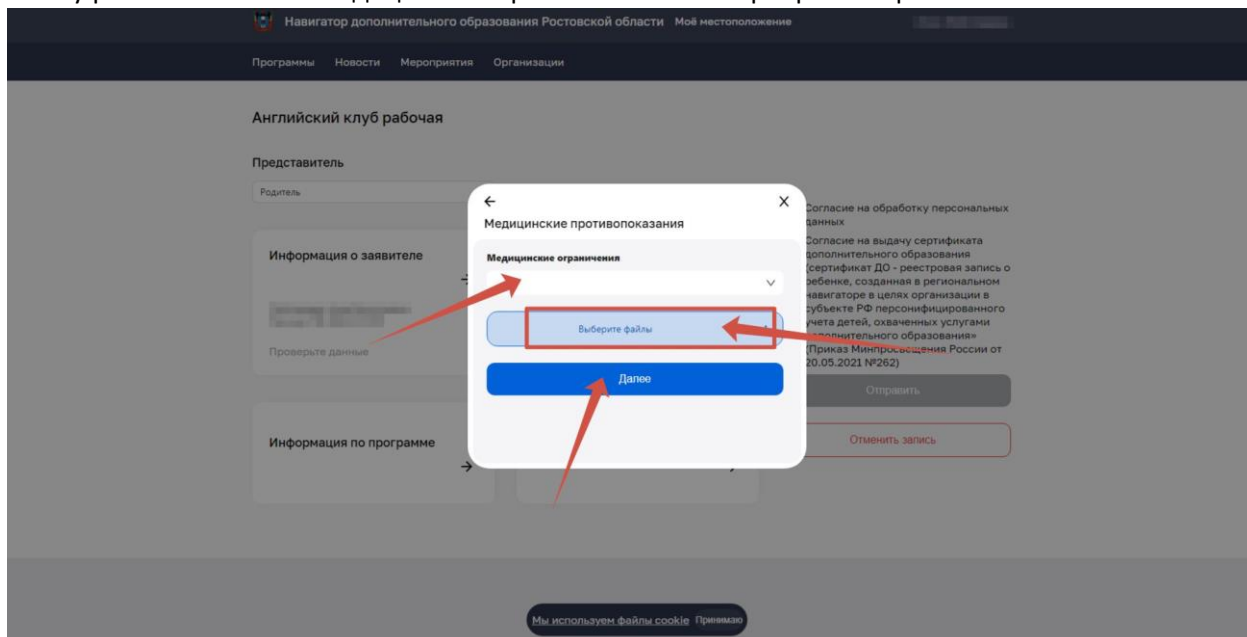 Навигатор дополнительного образования Ростовской области Моё местоположение
Программы Новости Мероприятия Организации
Английский клуб рабочая
Представитель
Родитель
Информация о заявителе
Проверьте данные
Информация по программе
Медицинские противопоказания
Медицинские ограничения
Выберите файлы
Далее
Согласие на обработку персональных
данных
Согласие на выдачу сертификата
дополнительного образования
(сертификат ДО - реестровая запись о
ребенке, созданная в региональном
навигаторе в целях организации в
субъекте РФ персонифицированного
учета детей, охваченных услугами
дополнительного образования»
(Приказ Минпросвещения России от
20.05.2021 №262)
Отправить
Отменить запись
Мы используем файлы cookie Принимаю